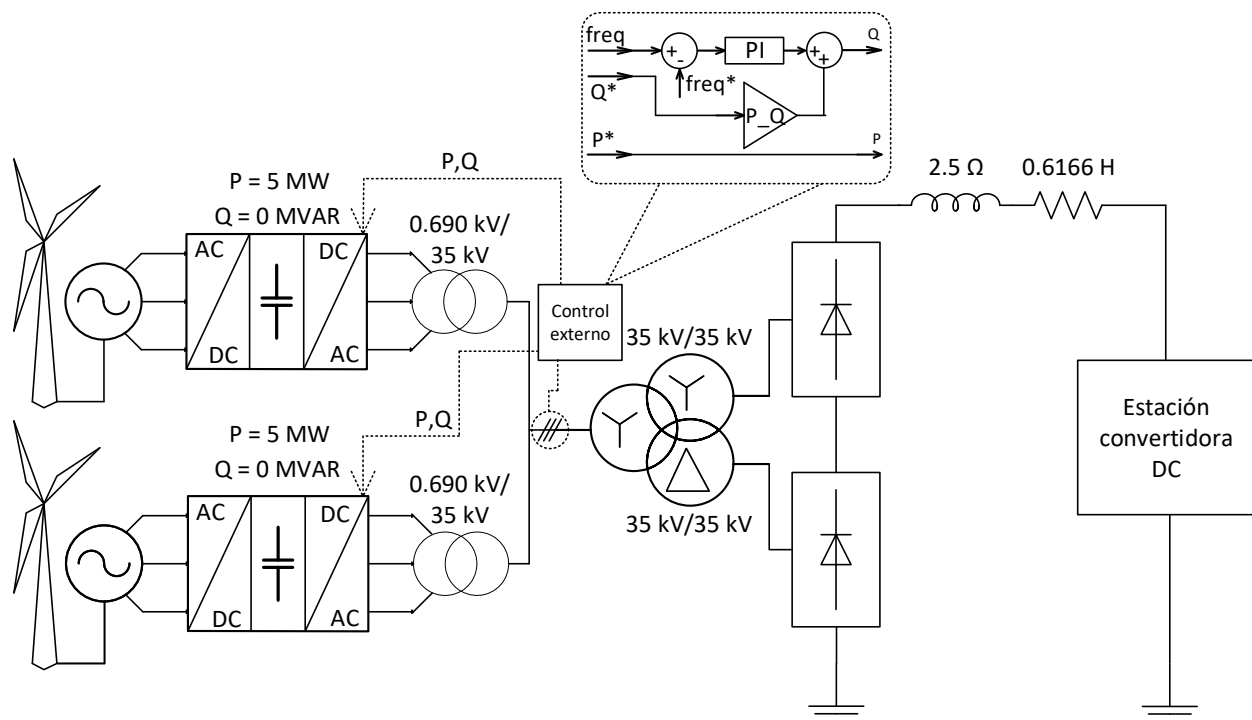 freq
+
-
PI
+
+
Q
freq*
Q*
P_Q
P*
P
P,Q
P = 5 MW
Q = 0 MVAR
AC
DC
DC
AC
0.690 kV/
35 kV
Control
externo
2.5 Ω
0.6166 H
35 kV/35 kV
35 kV/35 kV
Estación
convertidora
DC
P,Q
P = 5 MW
Q = 0 MVAR
AC
DC
DC
AC
0.690 kV/
35 kV